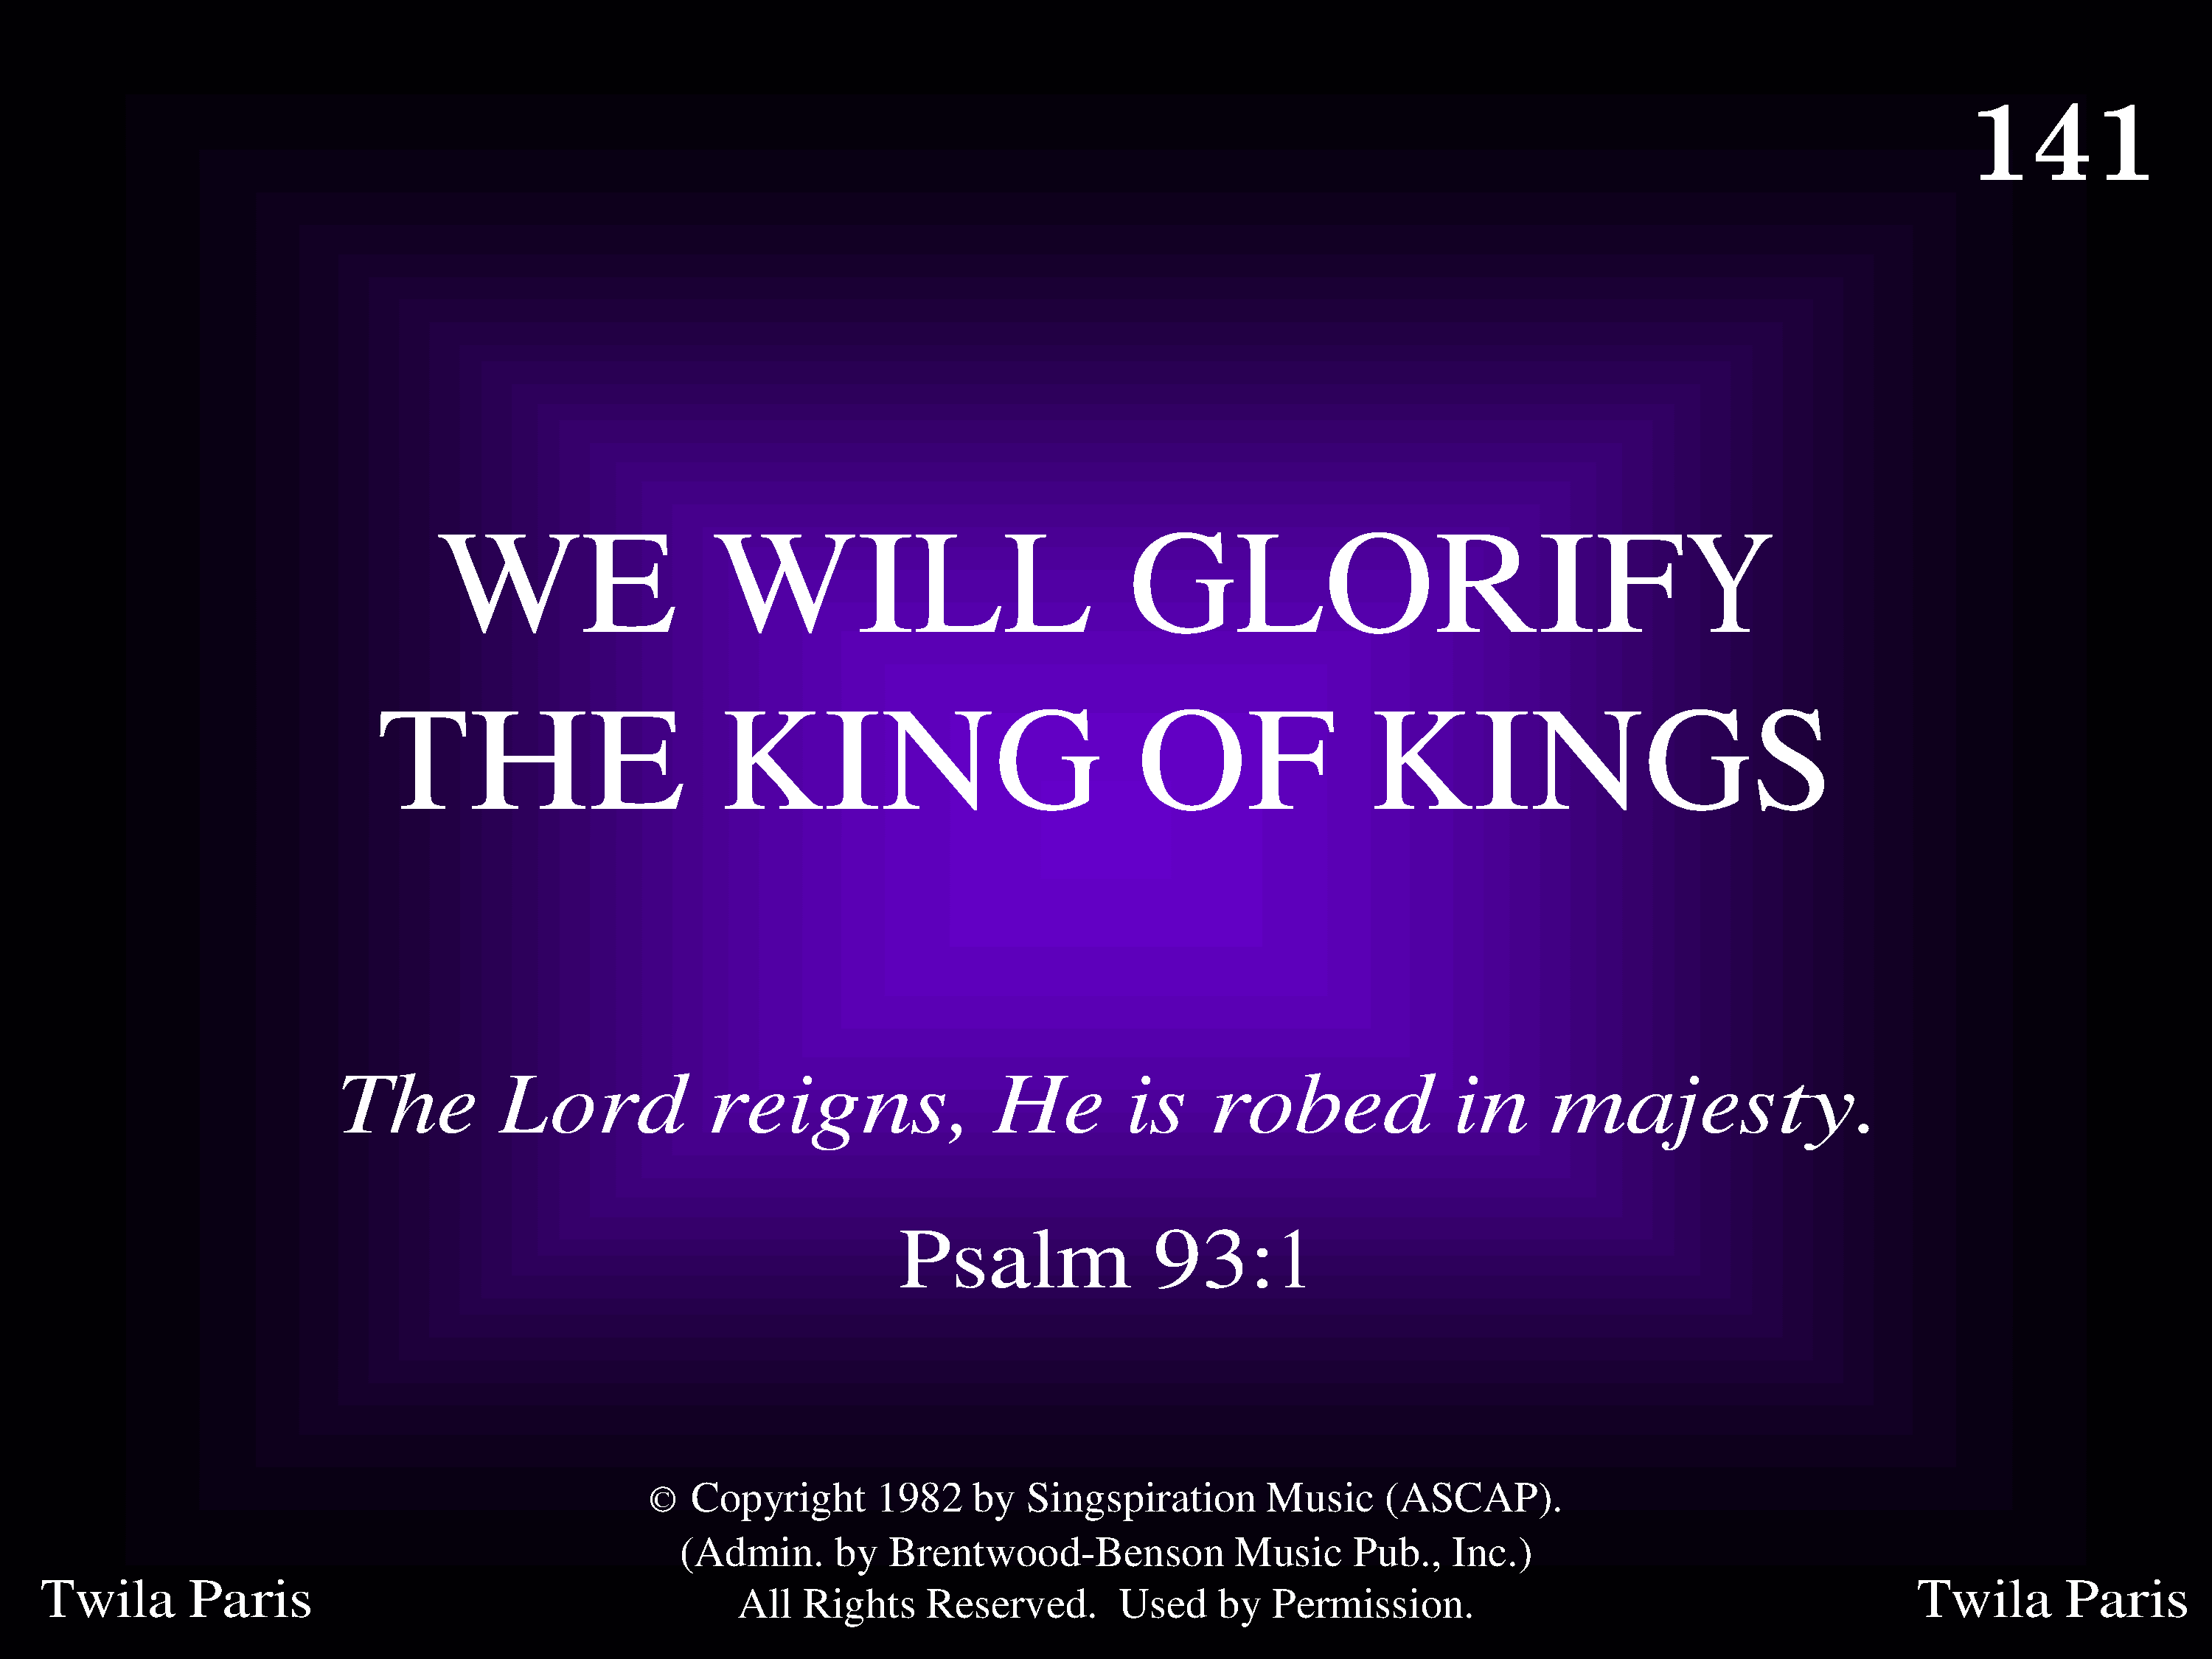 141
WE WILL GLORIFY
THE KING OF KINGS
The Lord reigns, He is robed in majesty.
Psalm 93:1
© Copyright 1982 by Singspiration Music (ASCAP).
(Admin. by Brentwood-Benson Music Pub., Inc.)
All Rights Reserved. Used by Permission.
Twila Paris
Twila Paris